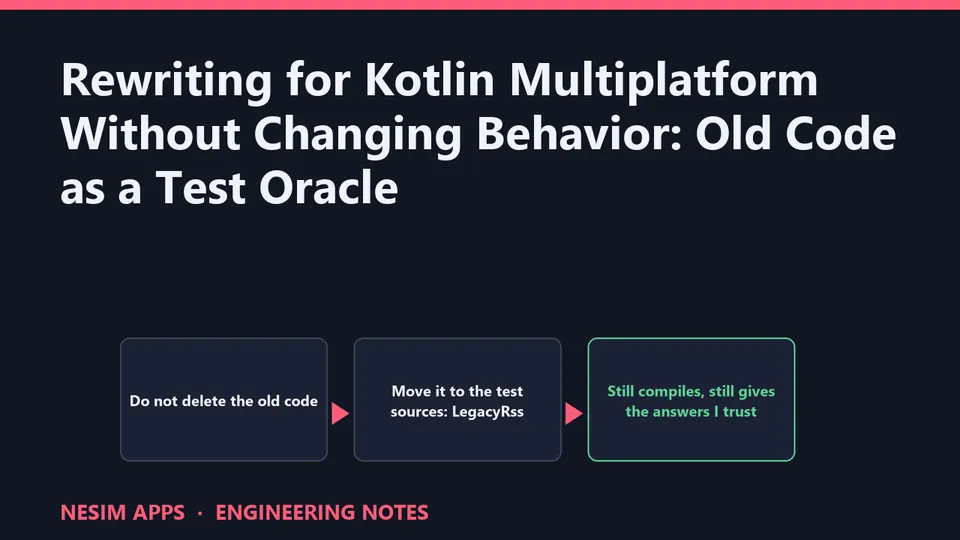 Rewriting for Kotlin Multiplatform
Without Changing Behavior: Old Code
as a Test Oracle
Do not delete the old code
Move it to the test
sources: LegacyRss
Still compiles, still gives
the answers I trust
NESIM APPS · ENGINEERING NOTES